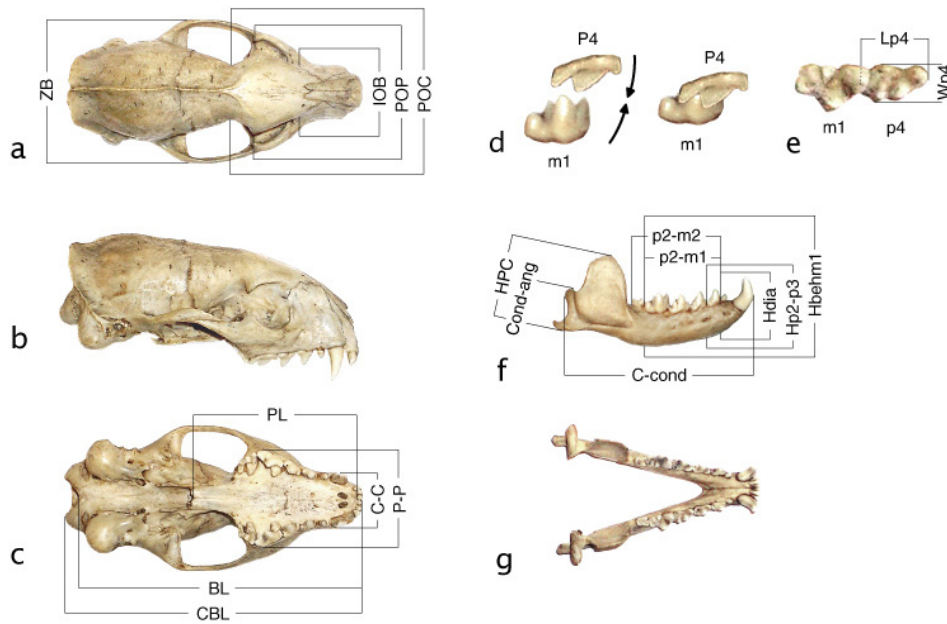 ZB
IOB
POP
POC
a
b
PL
C-C
P-P
c
BL
CBL
P4
P4
d
m1
m1
Lp4
Wp4
m1
p4
e
HPC
Cond-ang
p2-m2
p2-m1
Hdia
Hp2-p3
Hbehm1
f
C-cond
g